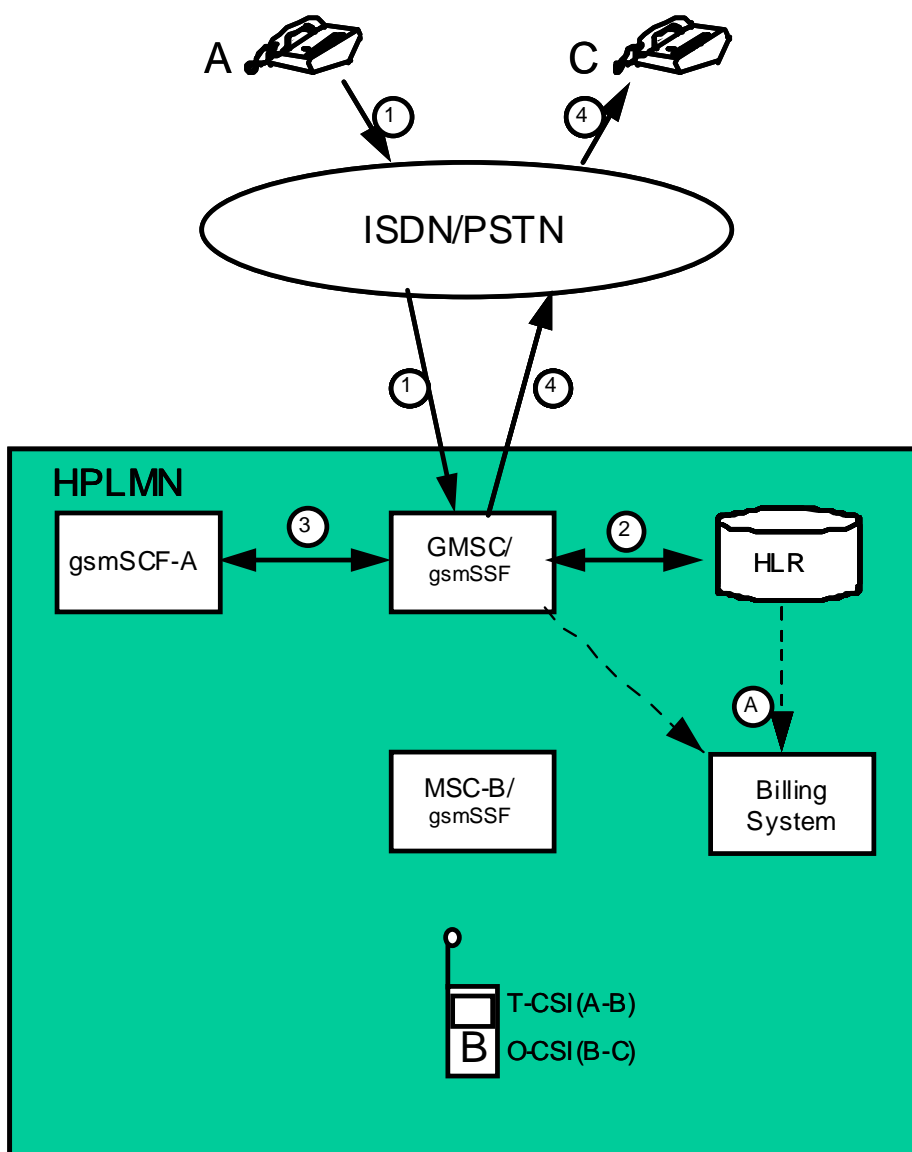 A
C
1
4
ISDN/PSTN
1
4
HPLMN
gsmSCF-A
3
GMSC/
gsmSSF
2
HLR
A
MSC-B/
gsmSSF
Billing
System
T-CSI(A-B)
B
O-CSI(B-C)